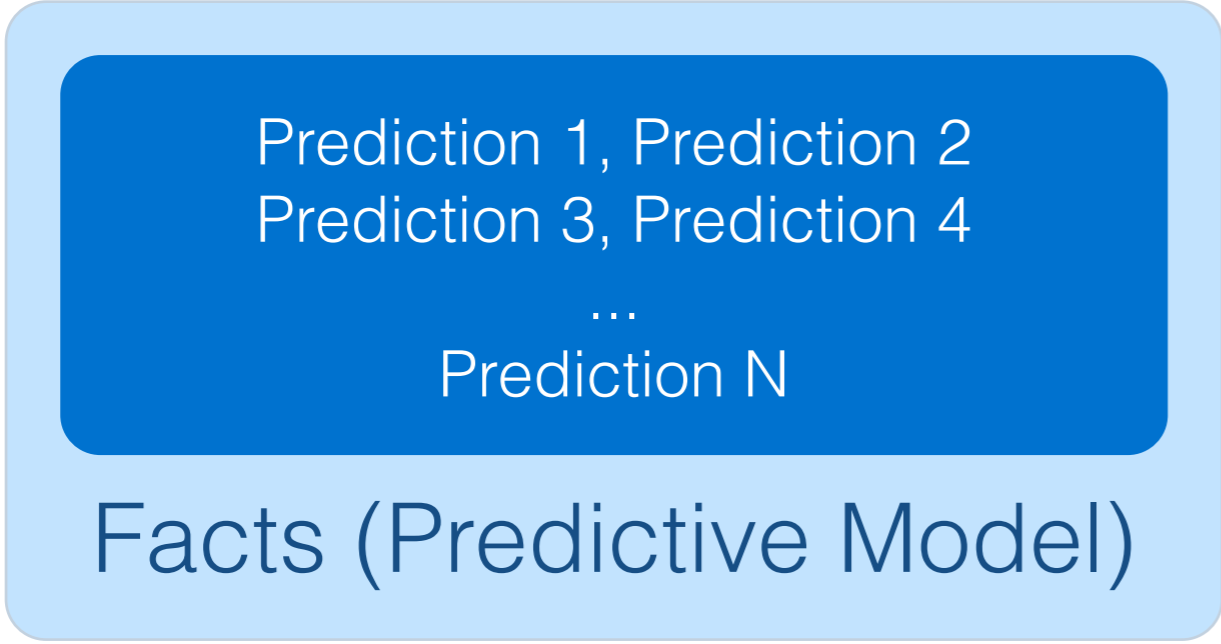 Prediction 1, Prediction 2
Prediction 3, Prediction 4
...
Prediction N
Facts (Predictive Model)